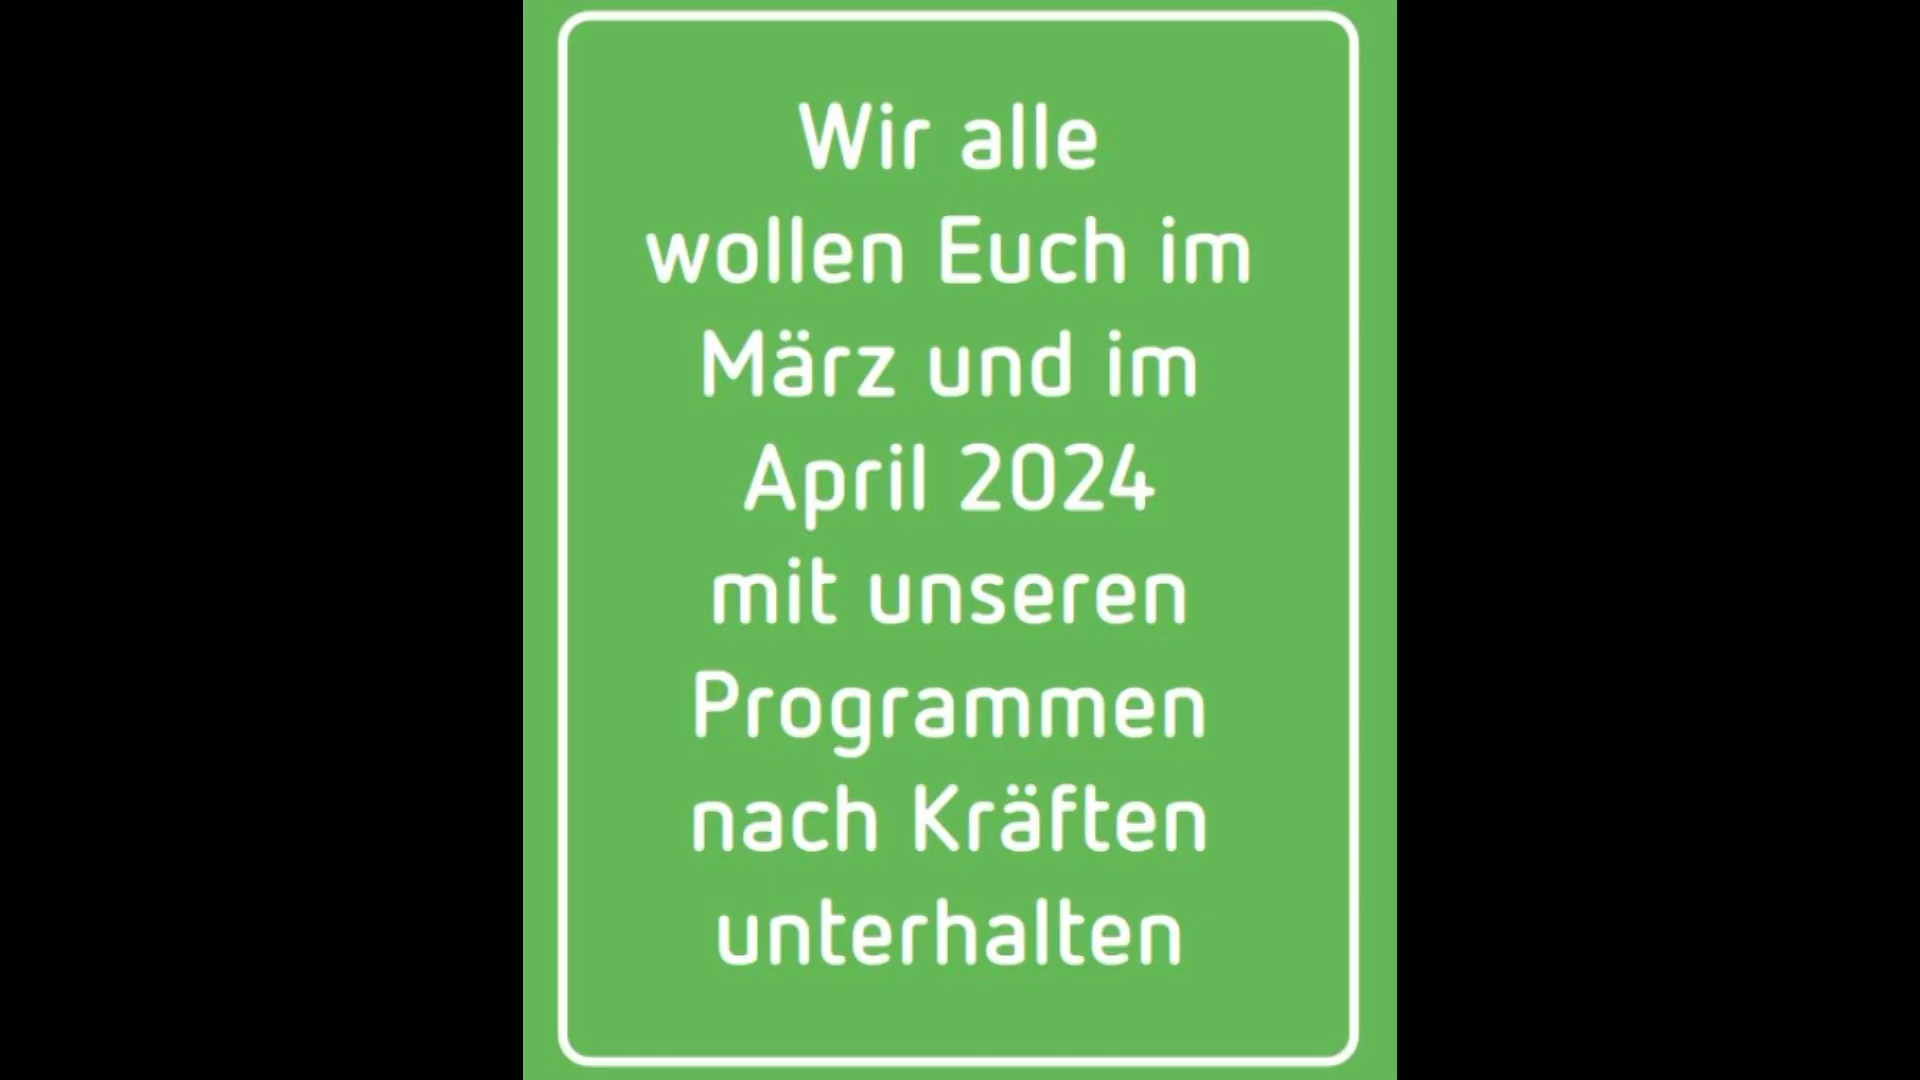 Wir alle
wollen Euch im
März und im
April 2024
mit unseren
Programmen
nach Kräften
unterhalten